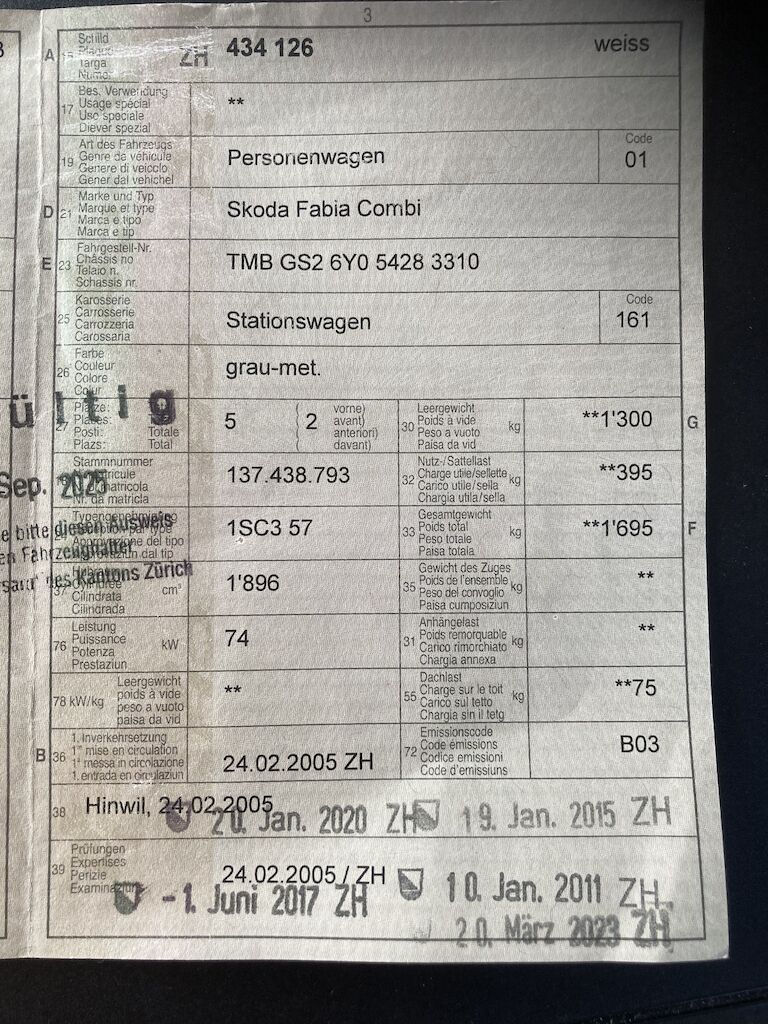 3
A
15
Schild
Plaque
Targa
Numer
ZH 434 126 weiss
17
Bes. Verwendung
Usage spécial
Uso speciale
Diever spezial
**
19
Art des Fahrzeugs
Genre de véhicule
Genere di veicolo
Gener dal vehichel
Personenwagen
Code
01
D
21
Marke und Typ
Marque et type
Marca e tipo
Marca e tip
Skoda Fabia Combi
E
23
Fahrgestell-Nr.
Châssis no
Telaio n.
Schassis nr.
TMB GS2 6Y0 5428 3310
25
Karosserie
Carrosserie
Carrozzeria
Carossaria
Stationswagen
Code
161
26
Farbe
Couleur
Colore
Colur
grau-met.
ültig
27
Plätze:
Places:
Posti: Totale
Plazs: Total
5
2
vorne)
( avant)
( anteriori)
( davant)
30
Leergewicht
Poids à vide
Peso a vuoto
Paisa da vid
kg
**1'300
G
Stammnummer
matricola
Nr. da matricla
137.438.793
Sep. 2025
32
Nutz-/Sattellast
Charge utile/sellette
Carico utile/sella
Chargia utila/sella
kg
**395
Typengenehmigung
par type
Approvazione del tipo
dal tip
1SC3 57
e bitte diesen Ausweis
en Fahrzeughalter
des Kantons Zürich
33
Gesamtgewicht
Poids total
Peso totale
Paisa totala
kg
**1'695
F
37
Cilindrata
Cilindrada
cm³
1'896
35
Gewicht des Zuges
Poids de l'ensemble
Peso del convoglio
Paisa cumposiziun
kg
**
76
Leistung
Puissance
Potenza
Prestaziun
kW
74
31
Anhängelast
Poids remorquable
Carico rimorchiato
Chargia annexa
kg
**
78 kW/kg
Leergewicht
poids à vide
peso a vuoto
paisa da vid
**
55
Dachlast
Charge sur le toit
Carico sul tetto
Chargia sin il tetg
kg
**75
B
36
1. Inverkehrsetzung
1re mise en circulation
1a messa in circolazione
1. entrada en circulaziun
24.02.2005 ZH
72
Emissionscode
Code émissions
Codice emissioni
Code d'emissiuns
B03
38
Hinwil, 24.02.2005
20. Jan. 2020 ZH
19. Jan. 2015 ZH
39
Prüfungen
Expertises
Perizie
Examinaziuns
24.02.2005 / ZH
-1. Juni 2017 ZH
10. Jan. 2011 ZH
20. März 2023 ZH